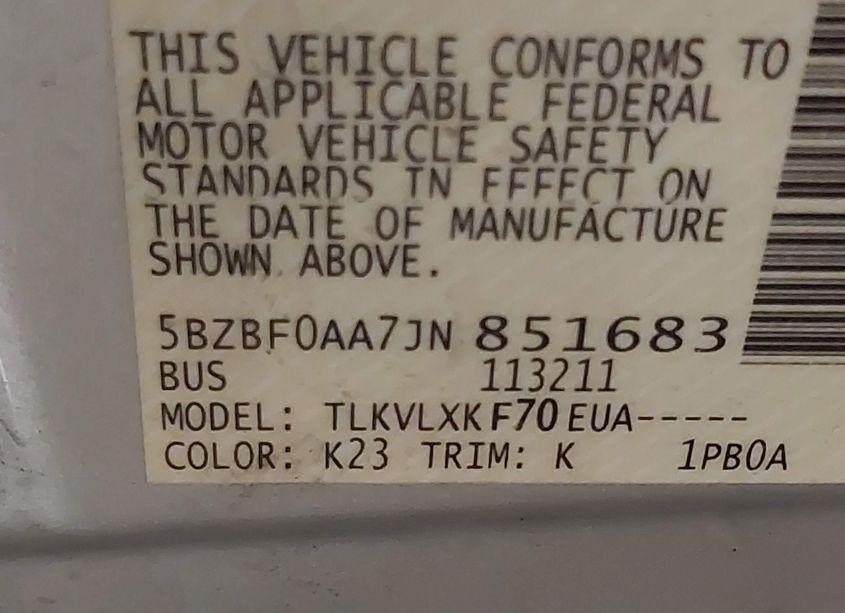 THIS VEHICLE CONFORMS TO
ALL APPLICABLE FEDERAL
MOTOR VEHICLE SAFETY
STANDARDS IN EFFECT ON
THE DATE OF MANUFACTURE
SHOWN ABOVE.
5BZBF0AA7JN 851683
BUS 113211
MODEL: TLKVLXK F70 EUA-----
COLOR: K23 TRIM: K 1PB0A